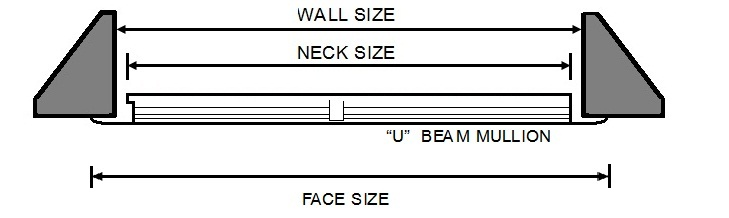 WALL SIZE
NECK SIZE
“U” BEAM MULLION
FACE SIZE